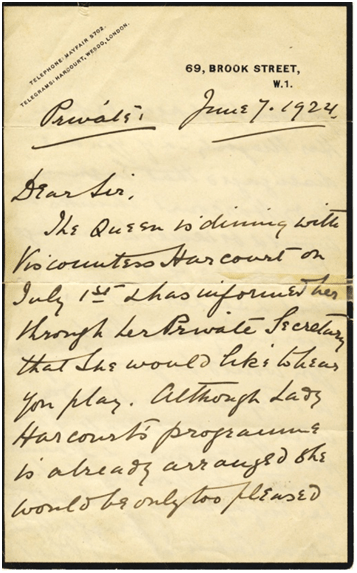 TELEPHONE: MAYFAIR 3702.
TELEGRAMS: HARCOURT, WESDO, LONDON.
69, BROOK STREET,
W.1.
Private: June 7. 1924.
Dear Sir,
The Queen is dining with
Viscountess Harcourt on
July 1st & has informed her
through her Private Secretary
that she would like to hear
you play. Although Lady
Harcourt's programme
is already arranged she
would be only too pleased